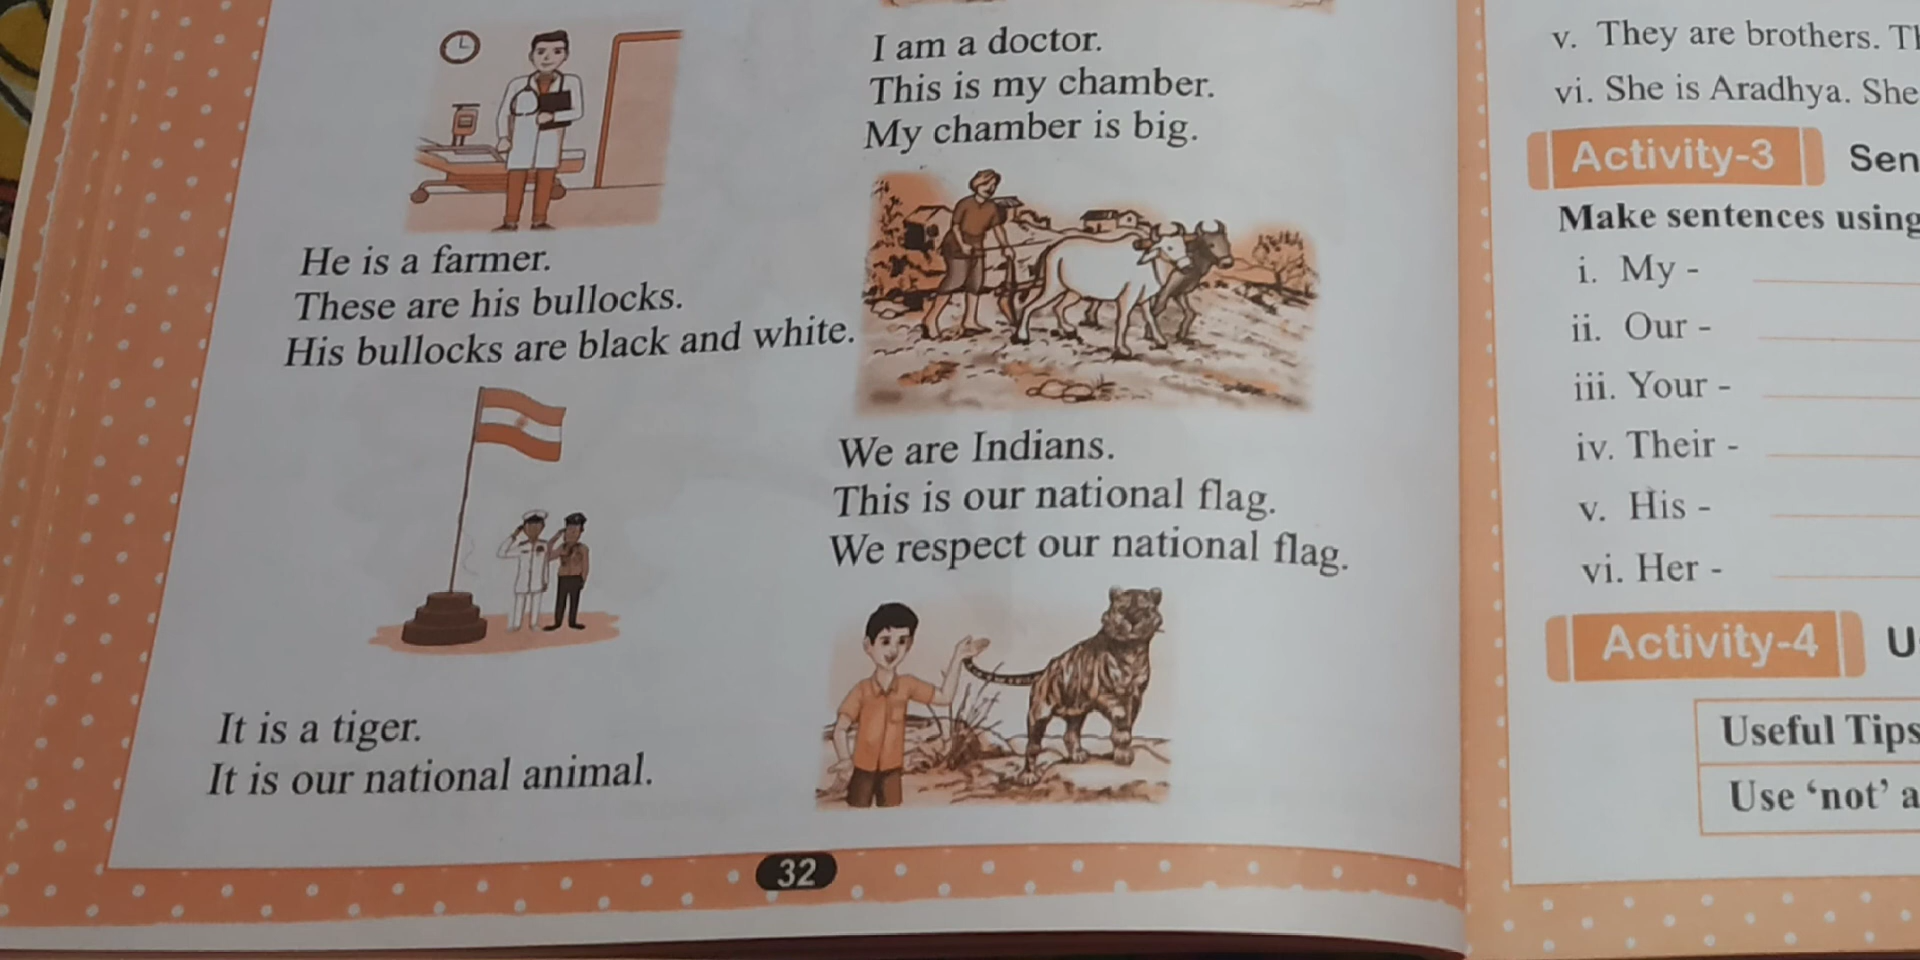 I am a doctor.
This is my chamber.
My chamber is big.
He is a farmer.
These are his bullocks.
His bullocks are black and white.
We are Indians.
This is our national flag.
We respect our national flag.
It is a tiger.
It is our national animal.
32
v. They are brothers.
vi. She is Aradhya. She
Activity-3
Make sentences using
i. My -
ii. Our -
iii. Your -
iv. Their -
v. His -
vi. Her -
Activity-4
Useful Tips
Use ‘not’